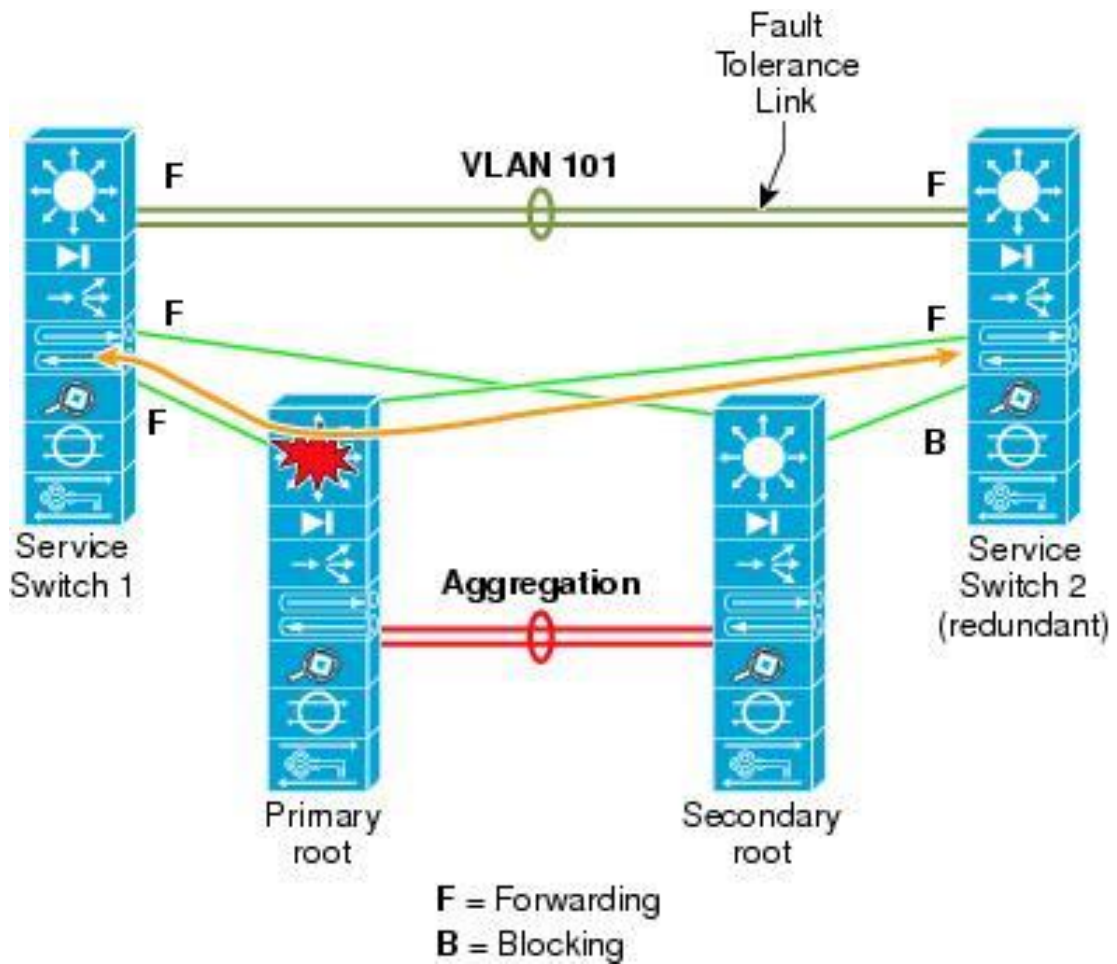 Fault
Tolerance
Link
VLAN 101
F
F
F
F
F
B
Service
Switch 1
Service
Switch 2
(redundant)
Aggregation
Primary
root
Secondary
root
F = Forwarding
B = Blocking